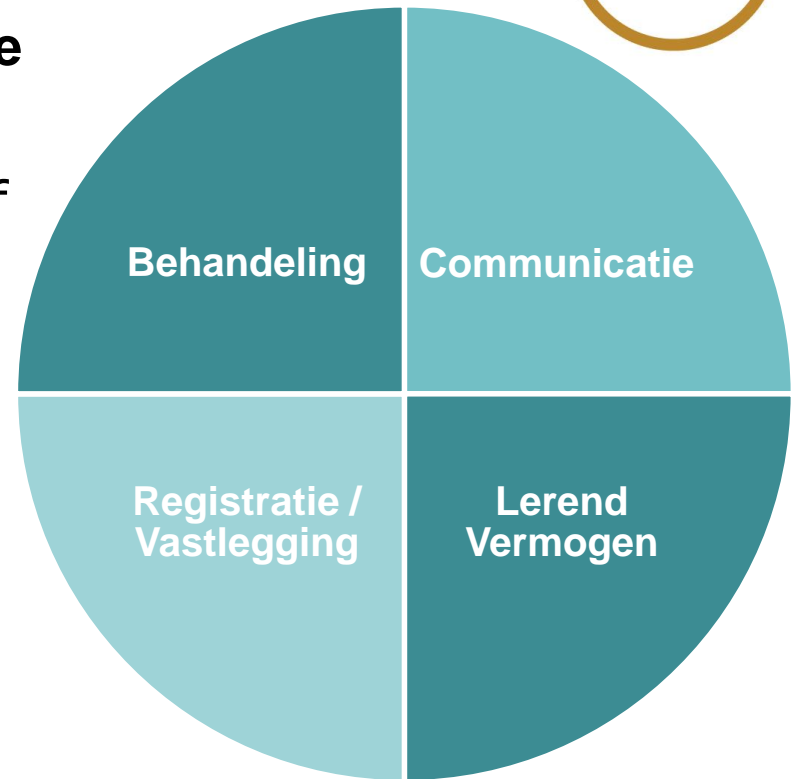 e
f
Behandeling
Communicatie
Registratie /
Vastlegging
Lerend
Vermogen